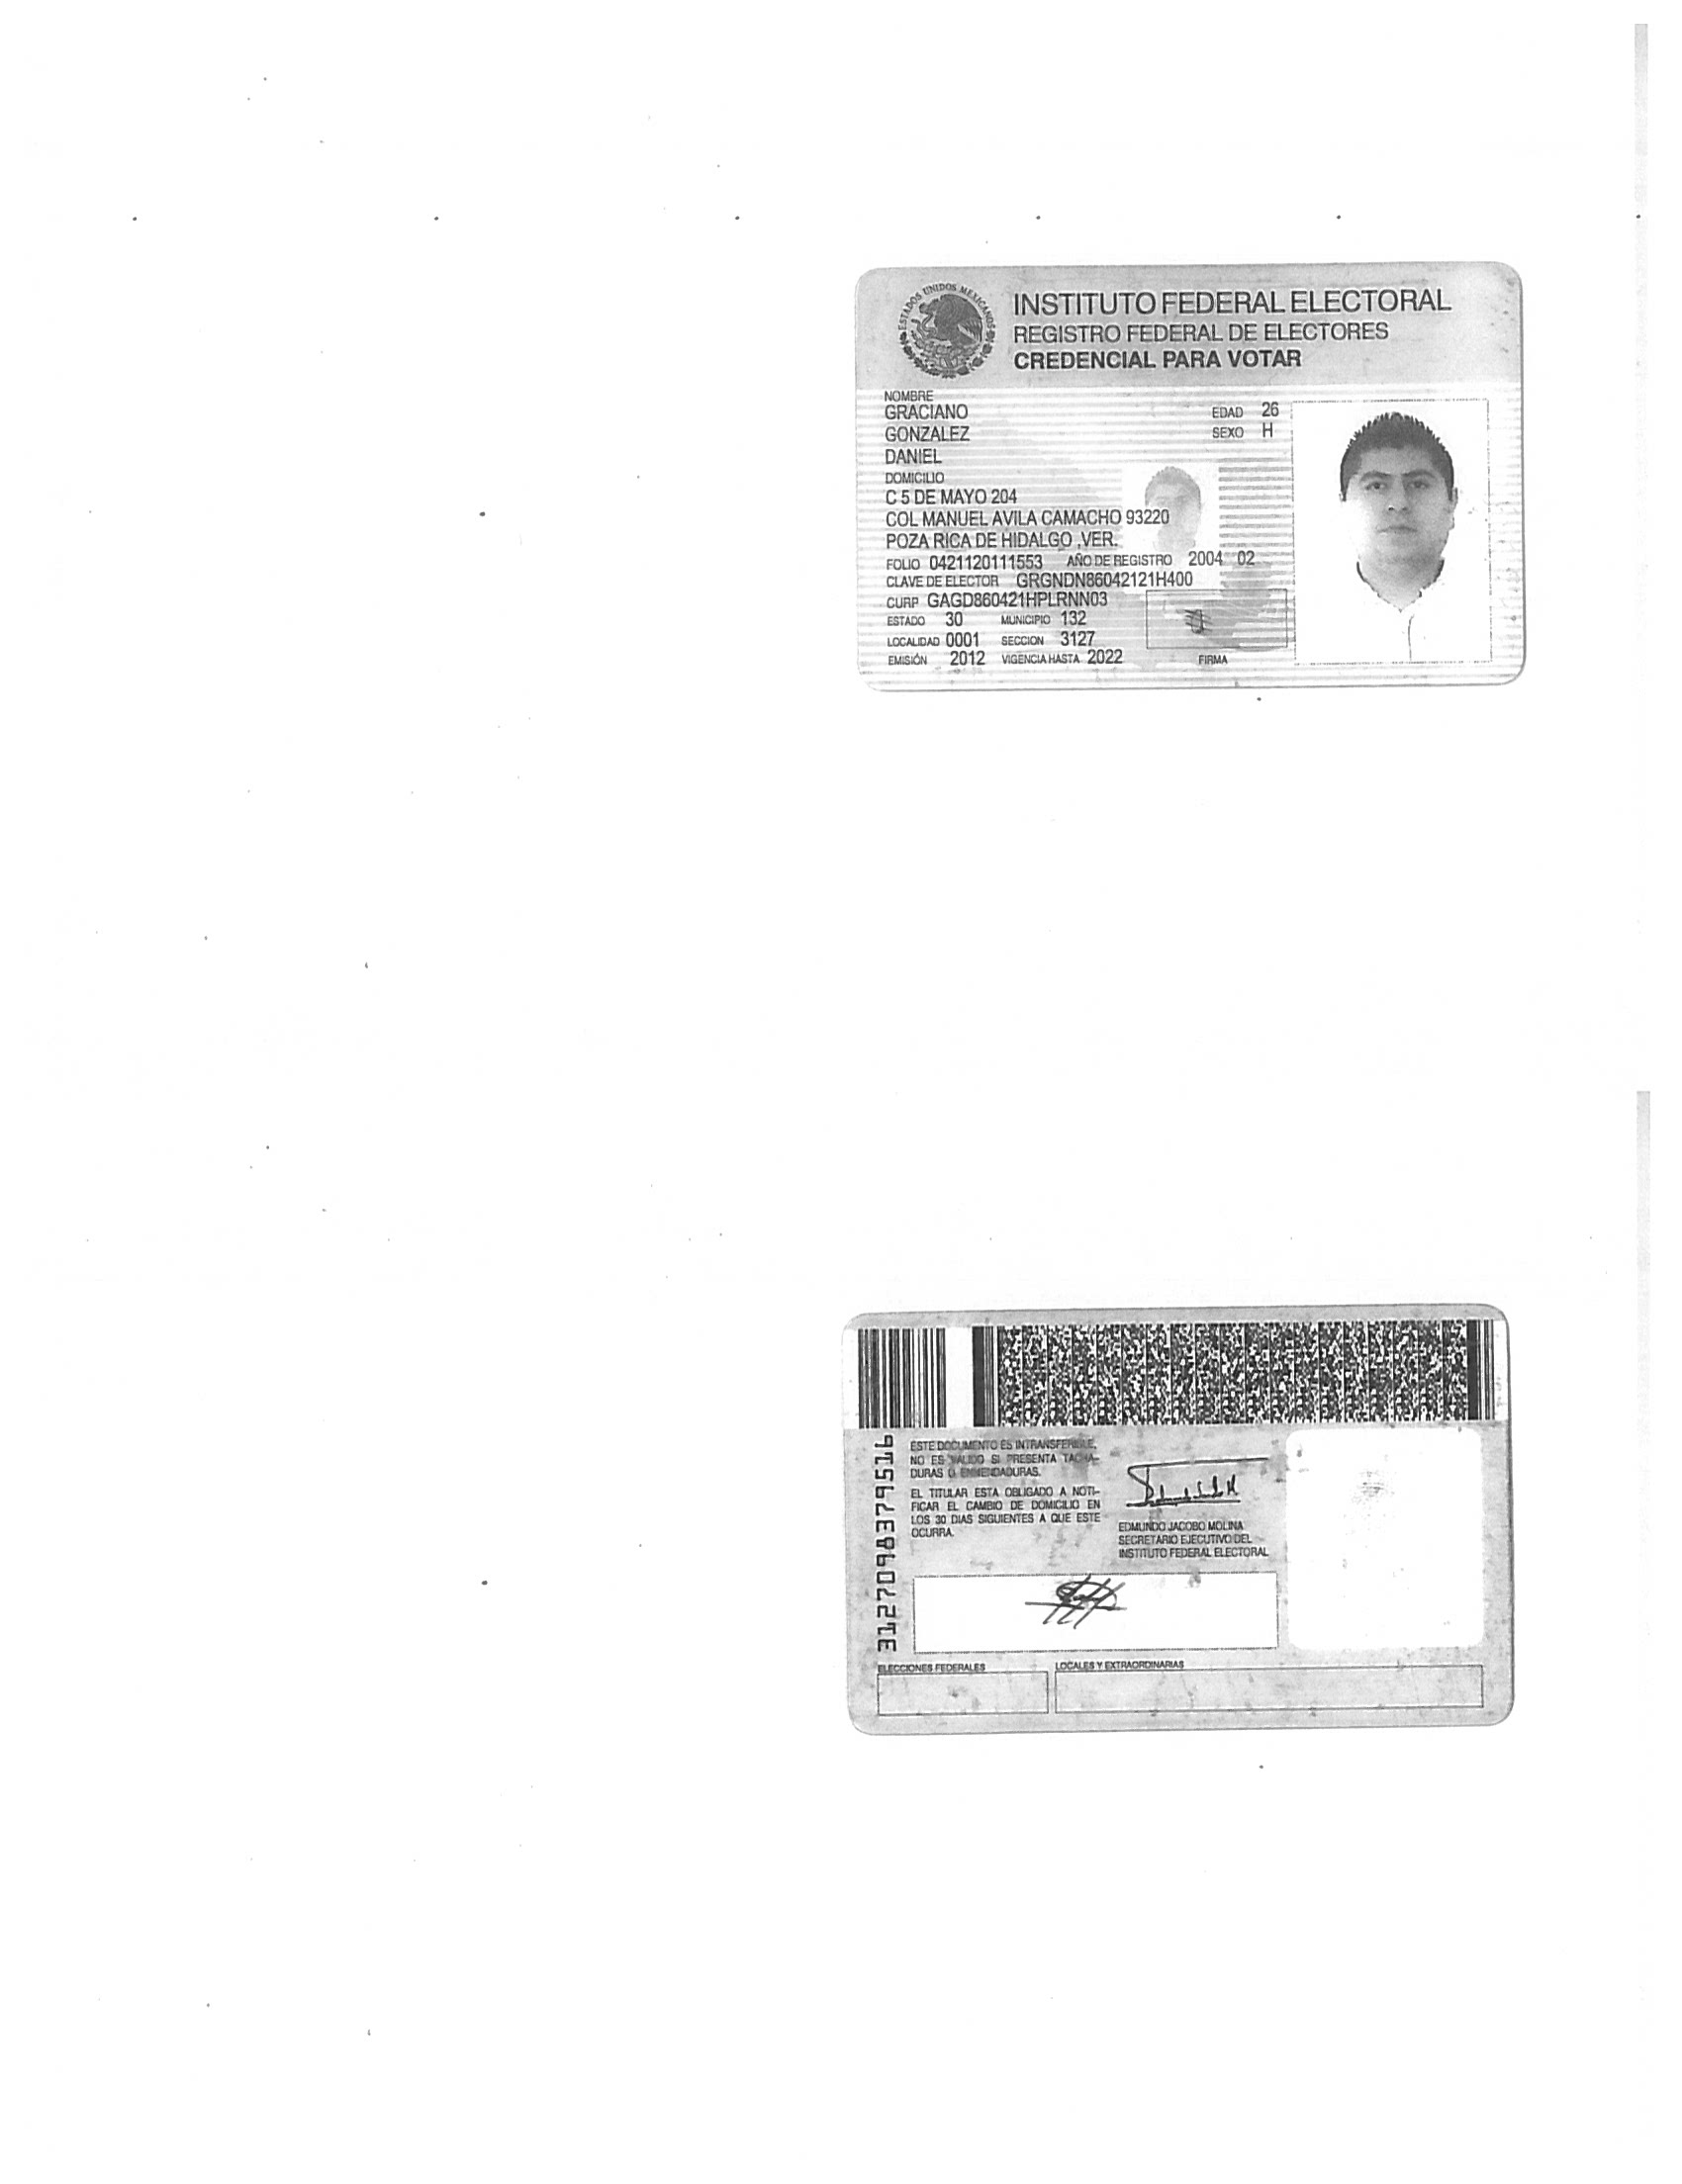 ESTADOS UNIDOS MEXICANOS
INSTITUTO FEDERAL ELECTORAL
REGISTRO FEDERAL DE ELECTORES
CREDENCIAL PARA VOTAR
NOMBRE
GRACIANO EDAD 26
GONZALEZ SEXO H
DANIEL
DOMICILIO
C 5 DE MAYO 204
COL MANUEL AVILA CAMACHO 93220
POZA RICA DE HIDALGO ,VER.
FOLIO 0421120111553 AÑO DE REGISTRO 2004 02
CLAVE DE ELECTOR GRGNDN86042121H400
CURP GAGD860421HPLRNN03
ESTADO 30 MUNICIPIO 132
LOCALIDAD 0001 SECCION 3127
EMISIÓN 2012 VIGENCIA HASTA 2022 FIRMA
3127098379516
ESTE DOCUMENTO ES INTRANSFERIBLE,
NO ES VALIDO SI PRESENTA TACHA-
DURAS O ENMENDADURAS.
EL TITULAR ESTA OBLIGADO A NOTI-
FICAR EL CAMBIO DE DOMICILIO EN
LOS 30 DIAS SIGUIENTES A QUE ESTE
OCURRA.
EDMUNDO JACOBO MOLINA
SECRETARIO EJECUTIVO DEL
INSTITUTO FEDERAL ELECTORAL
ELECCIONES FEDERALES LOCALES Y EXTRAORDINARIAS